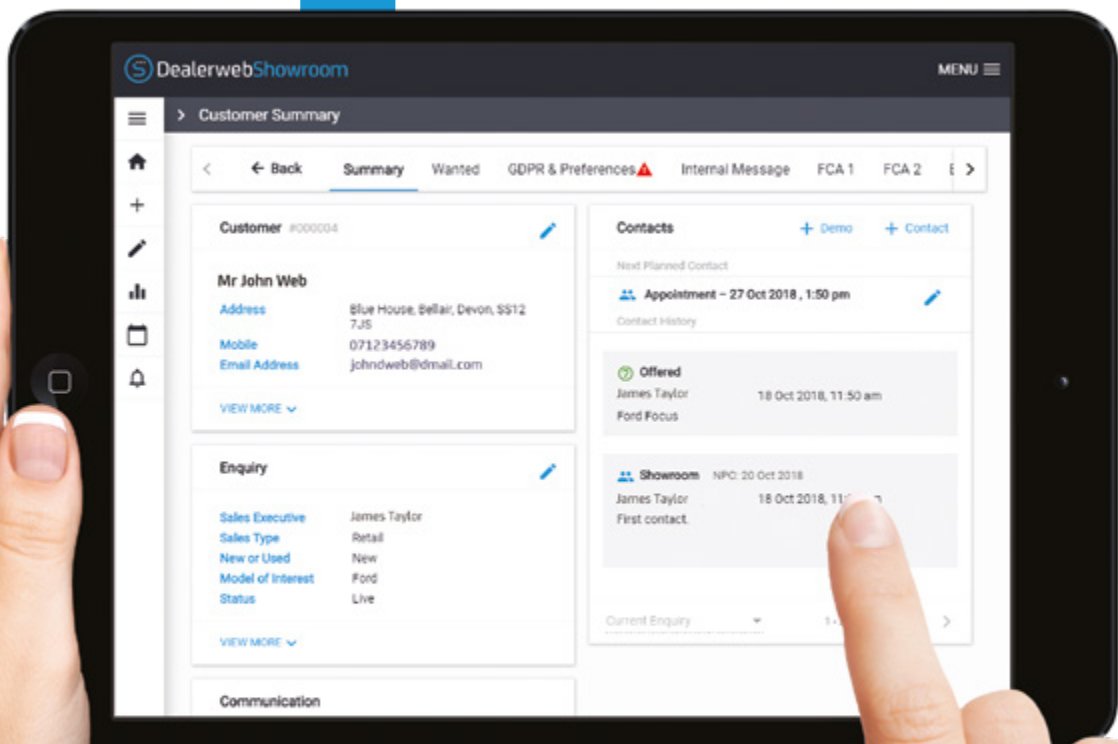 DealerwebShowroom
MENU
Customer Summary
Back
Summary
Wanted
GDPR & Preferences
Internal Message
FCA 1
FCA 2
Customer #000004
Mr John Web
Address
Blue House, Bellair, Devon, SS12
7JS
Mobile
07123456789
Email Address
johndweb@dmail.com
VIEW MORE
Enquiry
Sales Executive
James Taylor
Sales Type
Retail
New or Used
New
Model of Interest
Ford
Status
Live
VIEW MORE
Communication
Contacts
+ Demo
+ Contact
Next Planned Contact
Appointment – 27 Oct 2018 , 1:50 pm
Contact History
Offered
James Taylor
18 Oct 2018, 11:50 am
Ford Focus
Showroom
NPC: 20 Oct 2018
James Taylor
18 Oct 2018,
First contact.
Current Enquiry